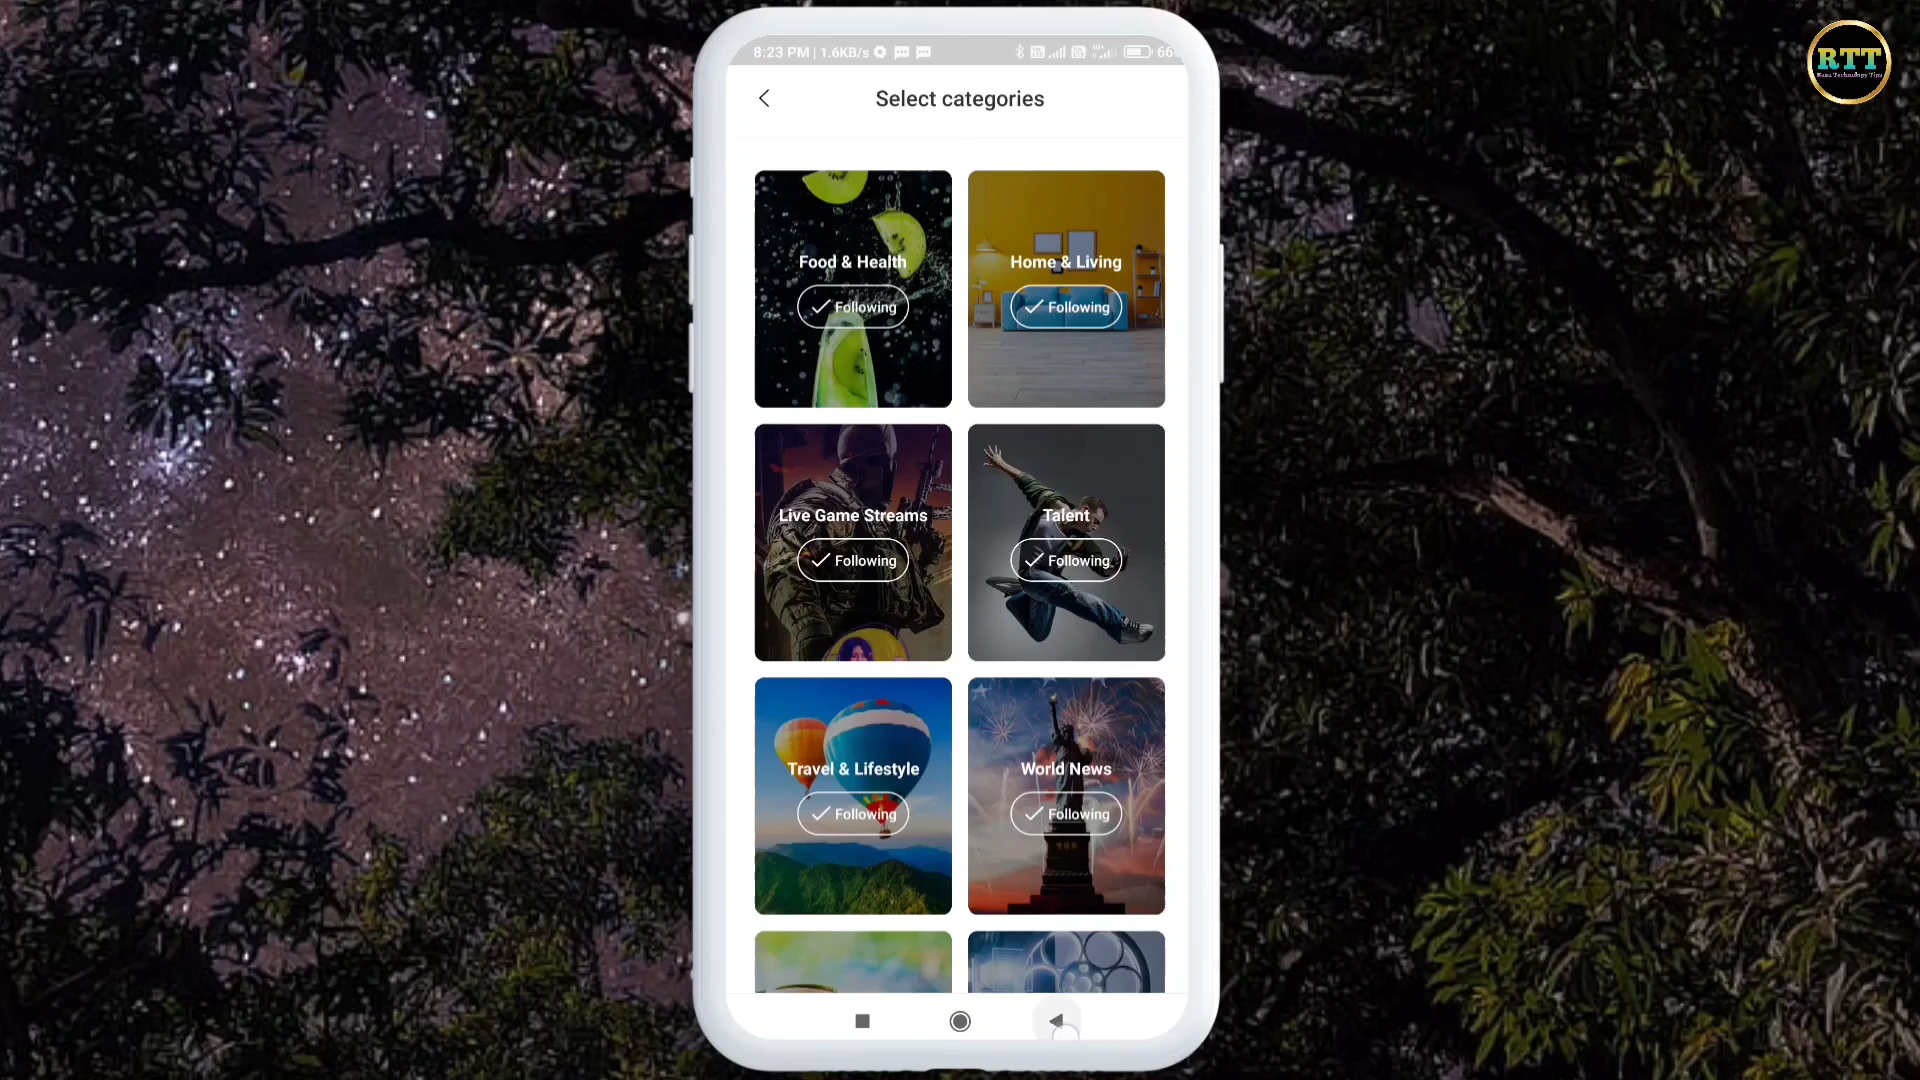 8:23 PM | 1.6KB/s
66
RTT
Select categories
Food & Health
Following
Home & Living
Following
Live Game Streams
Following
Talent
Following
Travel & Lifestyle
Following
World News
Following